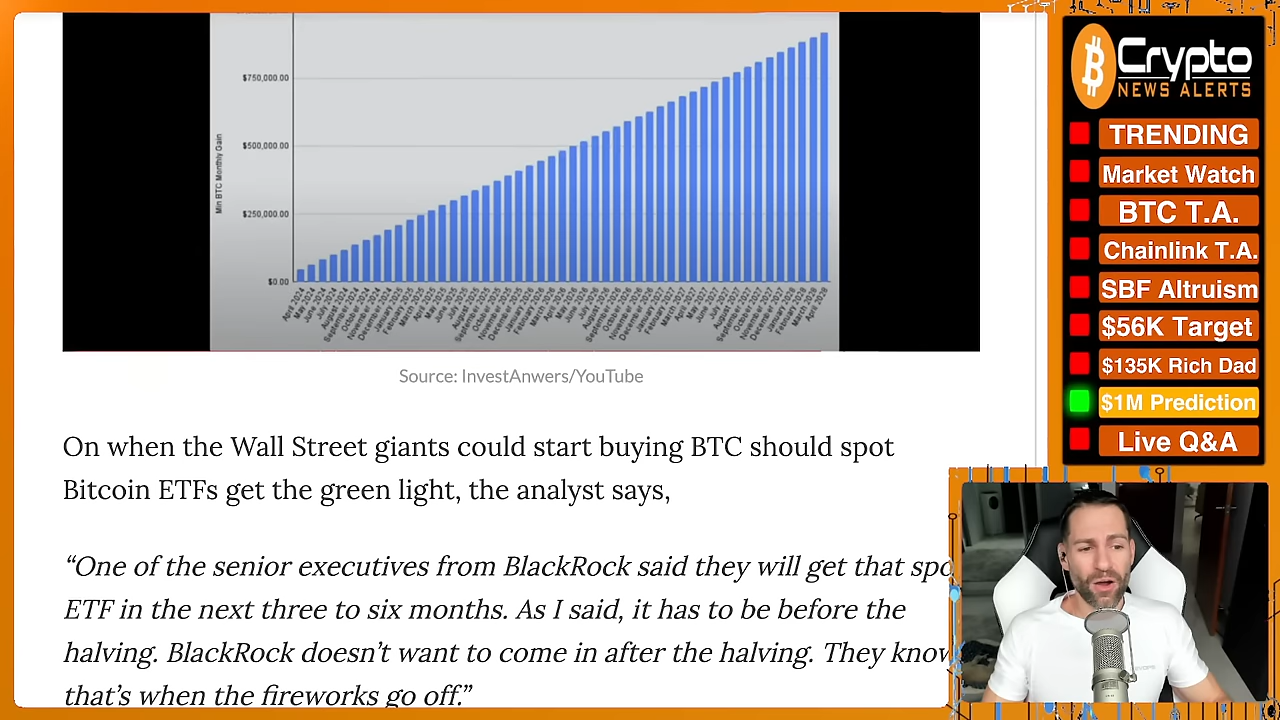 $750,000.00
$500,000.00
$250,000.00
$0.00
Min BTC Monthly Gain
Source: InvestAnwers/YouTube
On when the Wall Street giants could start buying BTC should spot
Bitcoin ETFs get the green light, the analyst says,
“One of the senior executives from BlackRock said they will get that spo
ETF in the next three to six months. As I said, it has to be before the
halving. BlackRock doesn’t want to come in after the halving. They know
that’s when the fireworks go off.”
Crypto
NEWS ALERTS
TRENDING
Market Watch
BTC T.A.
Chainlink T.A.
SBF Altruism
$56K Target
$135K Rich Dad
$1M Prediction
Live Q&A